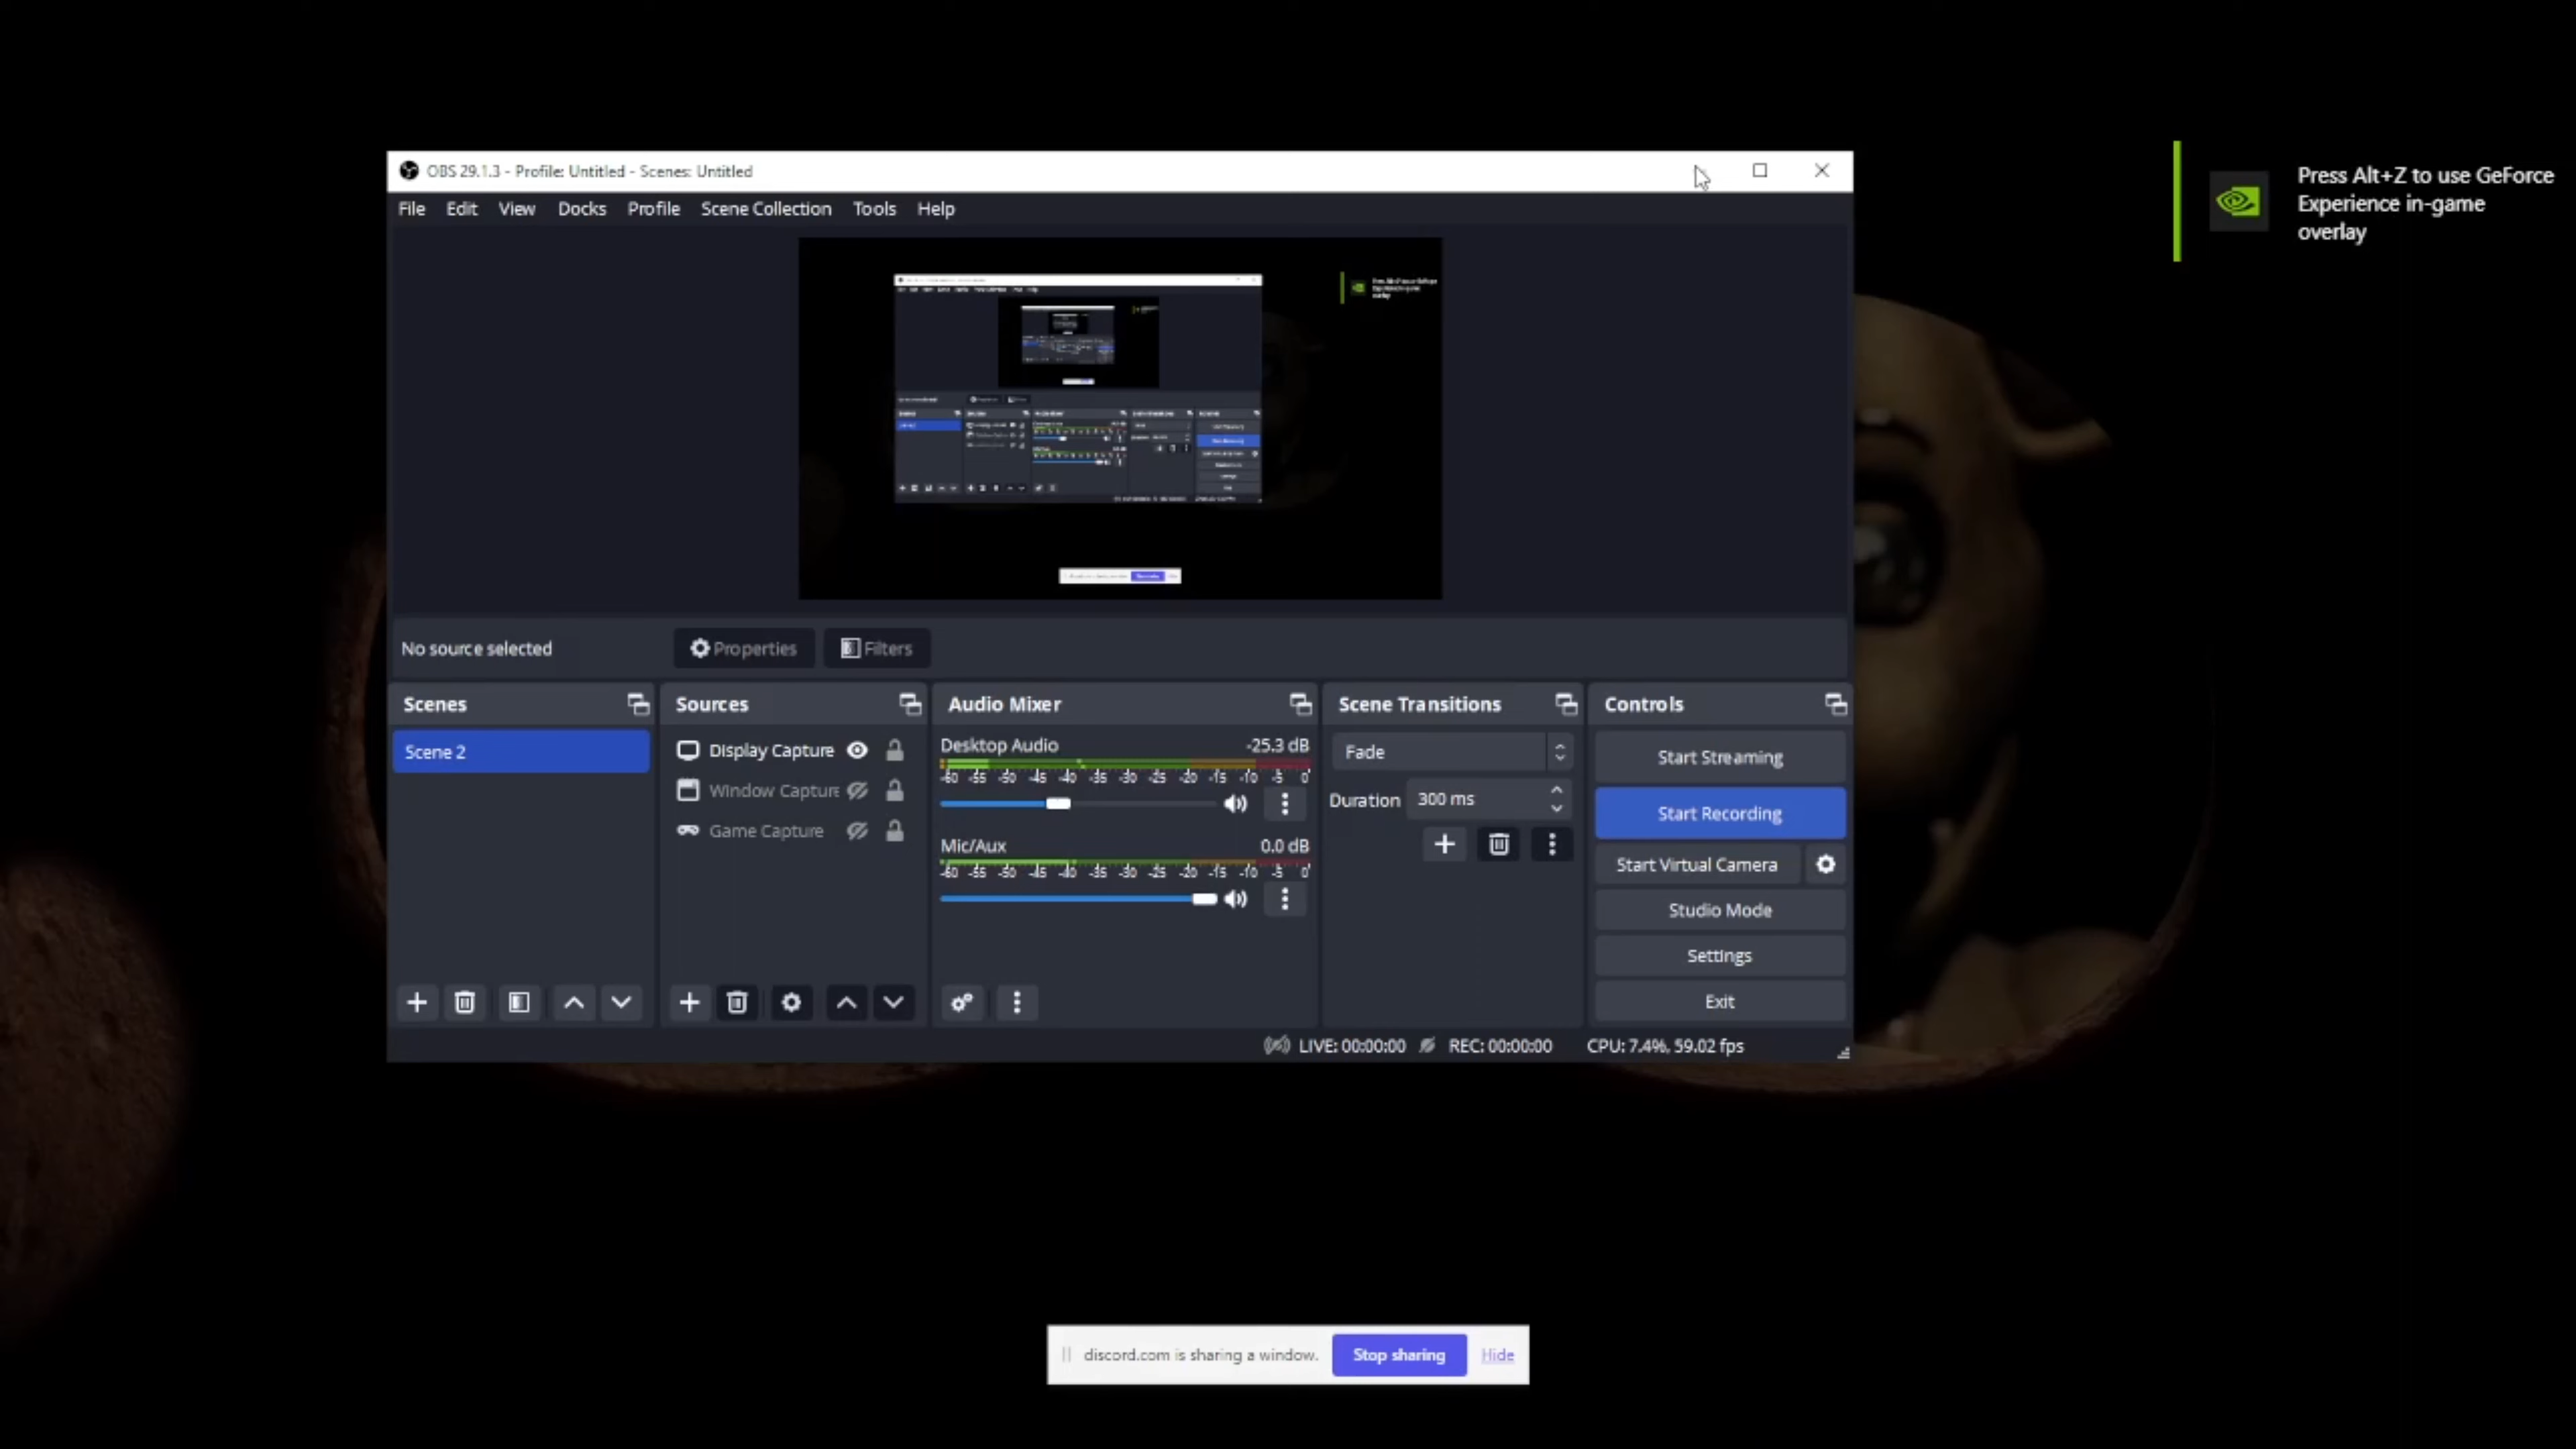 OBS 29.1.3 - Profile: Untitled - Scenes: Untitled
File Edit View Docks Profile Scene Collection Tools Help
Press Alt+Z to use GeForce
Experience in-game
overlay
No source selected Properties Filters
Scenes
Scene 2
Sources
Display Capture
Window Capture
Game Capture
Audio Mixer
Desktop Audio -25.3 dB
-60 -55 -50 -45 -40 -35 -30 -25 -20 -15 -10 -5 0
Mic/Aux 0.0 dB
-60 -55 -50 -45 -40 -35 -30 -25 -20 -15 -10 -5 0
Scene Transitions
Fade
Duration 300 ms
Controls
Start Streaming
Start Recording
Start Virtual Camera
Studio Mode
Settings
Exit
LIVE: 00:00:00 REC: 00:00:00 CPU: 7.4%, 59.02 fps
discord.com is sharing a window. Stop sharing Hide